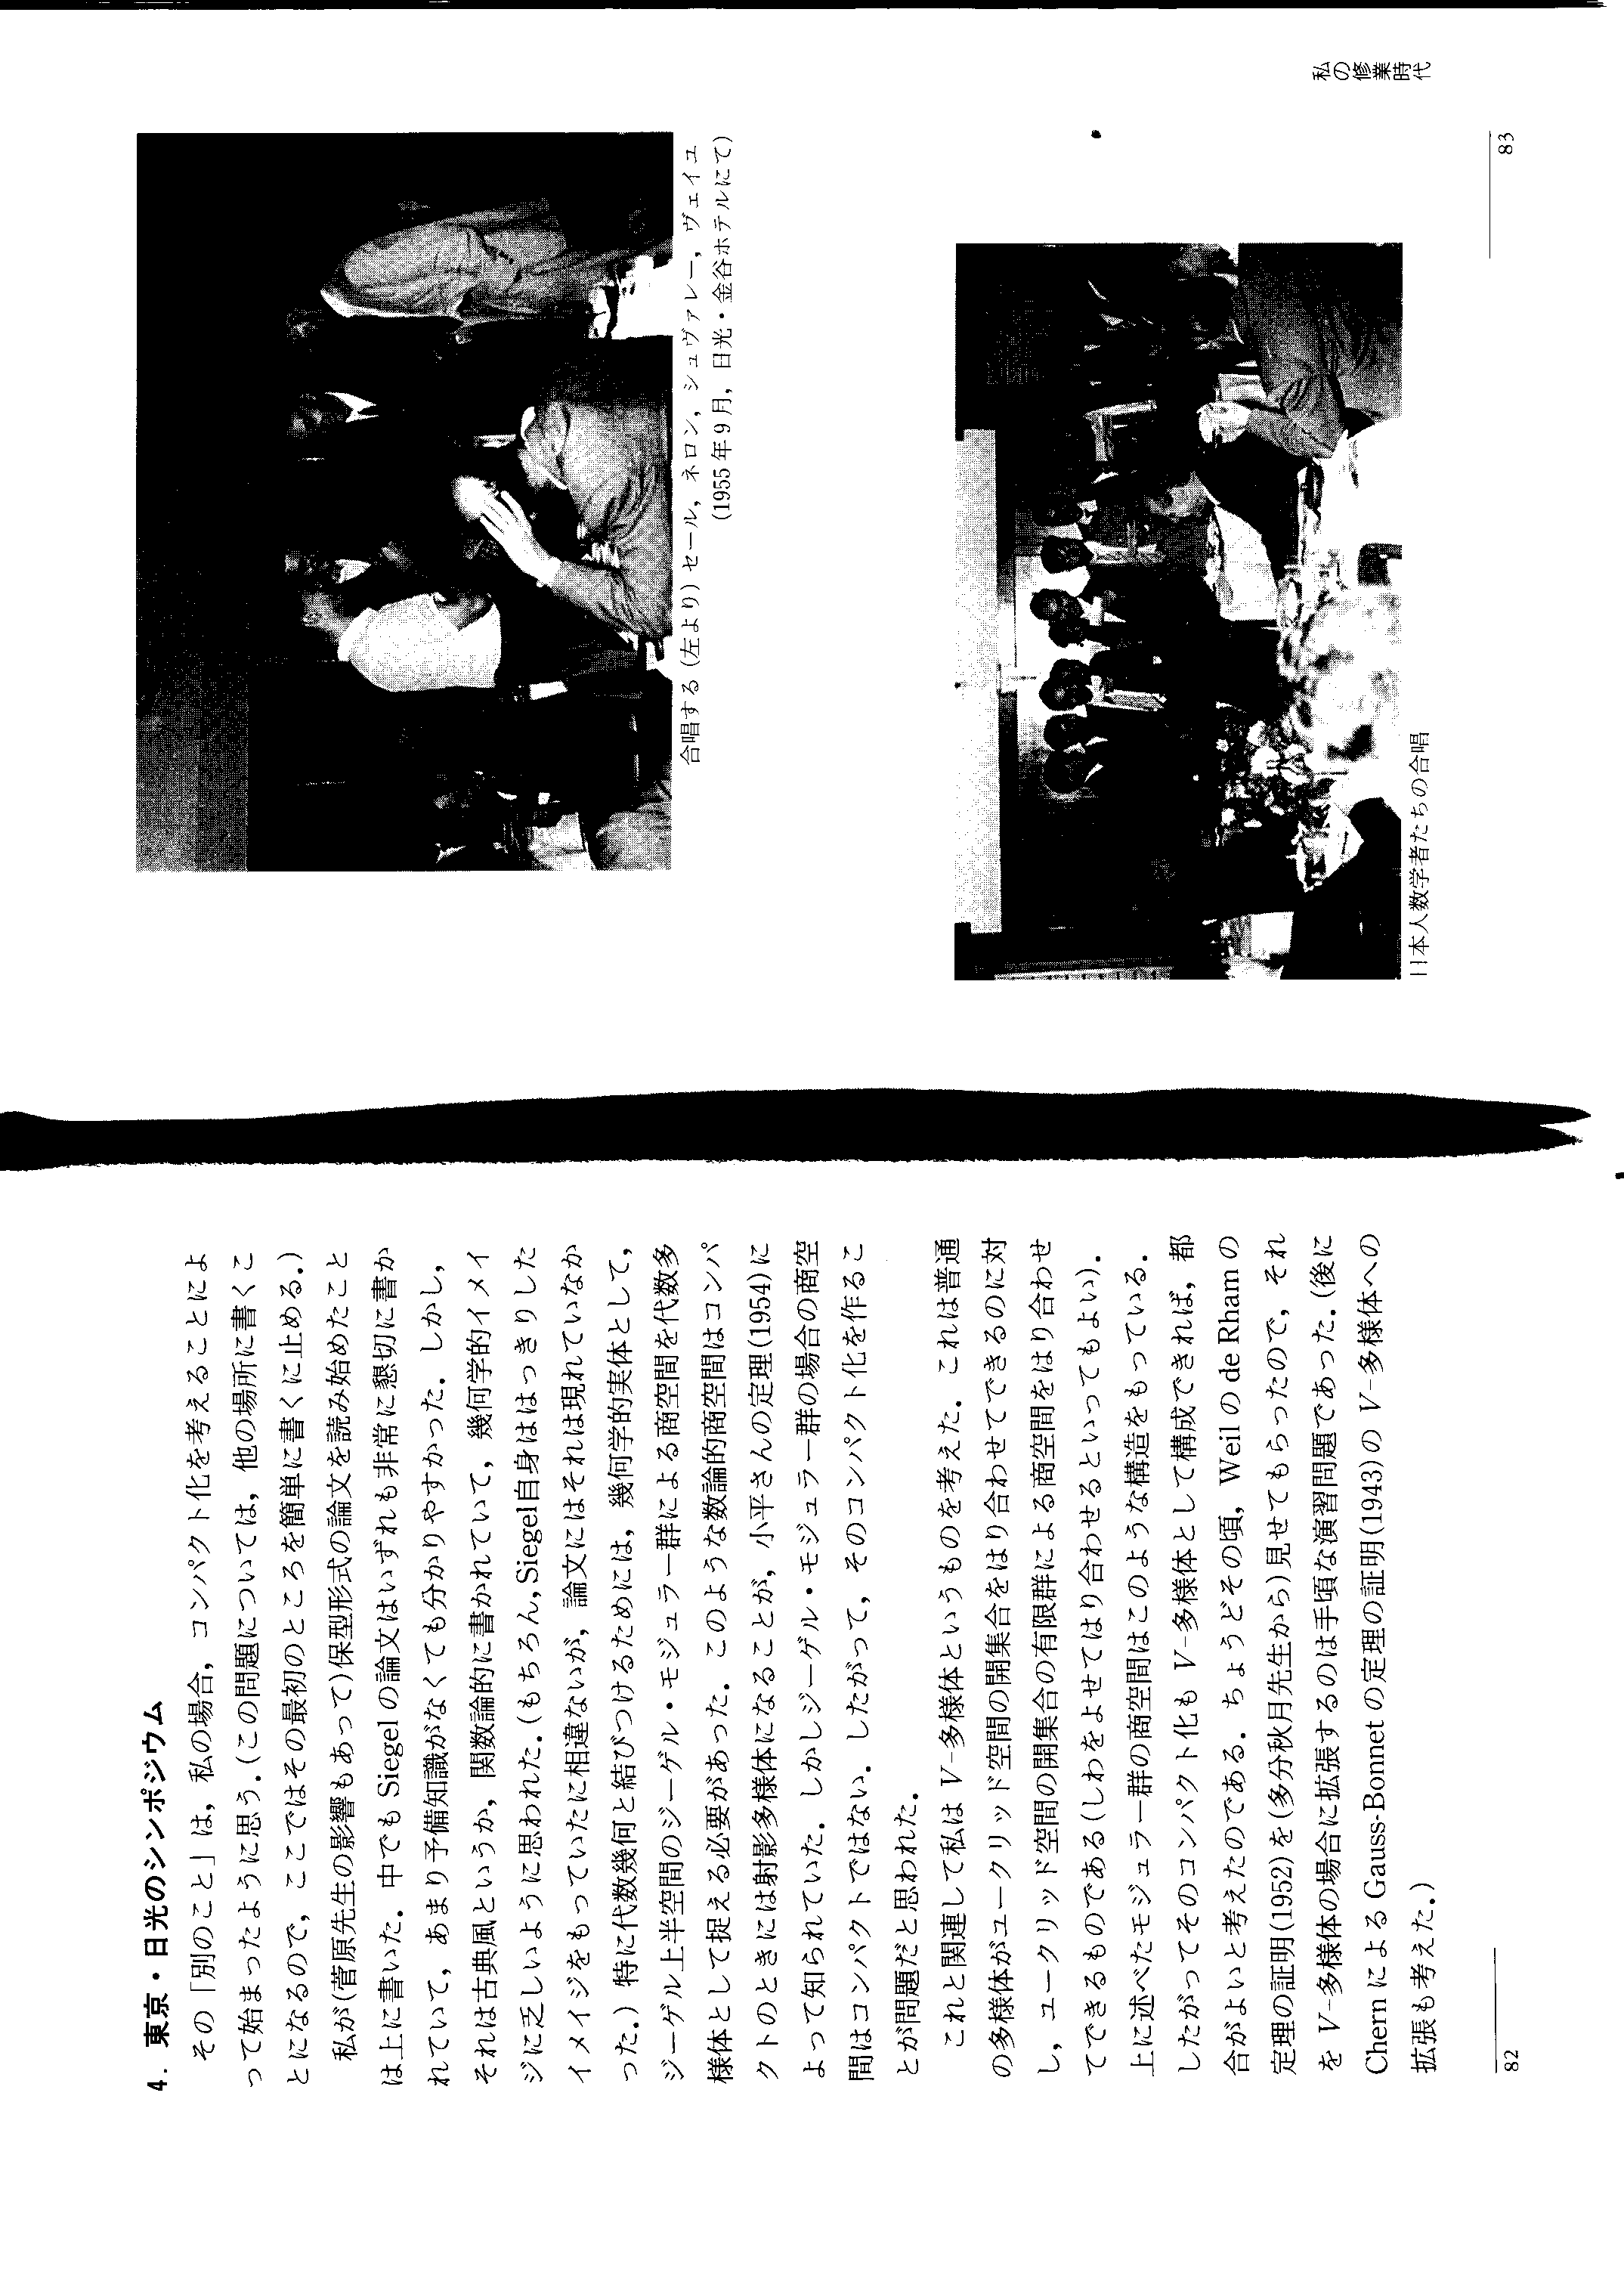 4. 東京・日光のシンポジウム
その「別のこと」は，私の場合，コンパクト化を考えることによ
って始まったように思う．(この問題については，他の場所に書くこ
とになるので，ここではその最初のところを簡単に書くに止める．)
私が(菅原先生の影響もあって)保型形式の論文を読み始めたこと
は上に書いた．中でも Siegel の論文はいずれも非常に懇切に書か
れていて，あまり予備知識がなくても分かりやすかった．しかし，
それは古典風というか，関数論的に書かれていて，幾何学的イメイ
ジに乏しいように思われた．(もちろん，Siegel自身ははっきりした
イメイジをもっていたに相違ないが，論文にはそれは現れていなか
った．) 特に代数幾何と結びつけるためには，幾何学的実体として，
ジーゲル上半空間のジーゲル・モジュラー群による商空間を代数多
様体として捉える必要があった．このような数論的商空間はコンパ
クトのときには射影多様体になることが，小平さんの定理(1954)に
よって知られていた．しかしジーゲル・モジュラー群の場合の商空
間はコンパクトではない．したがって，そのコンパクト化を作るこ
とが問題だと思われた．
これと関連して私は V-多様体というものを考えた．これは普通
の多様体がユークリッド空間の開集合をはり合わせてできるのに対
し，ユークリッド空間の開集合の有限群による商空間をはり合わせ
てできるものである(しわをよせてはり合わせるといってもよい)．
上に述べたモジュラー群の商空間はこのような構造をもっている．
したがってそのコンパクト化も V-多様体として構成できれば，都
合がよいと考えたのである．ちょうどその頃，Weil の de Rham の
定理の証明(1952)を(多分秋月先生から)見せてもらったので，それ
を V-多様体の場合に拡張するのは手頃な演習問題であった．(後に
Chern による Gauss-Bonnet の定理の証明(1943)の V-多様体への
拡張も考えた．)
82
合唱する (左より) セール，ネロン，シュヴァレー，ヴェイユ
(1955 年 9 月，日光・金谷ホテルにて)
日本人数学者たちの合唱
私の修業時代
83